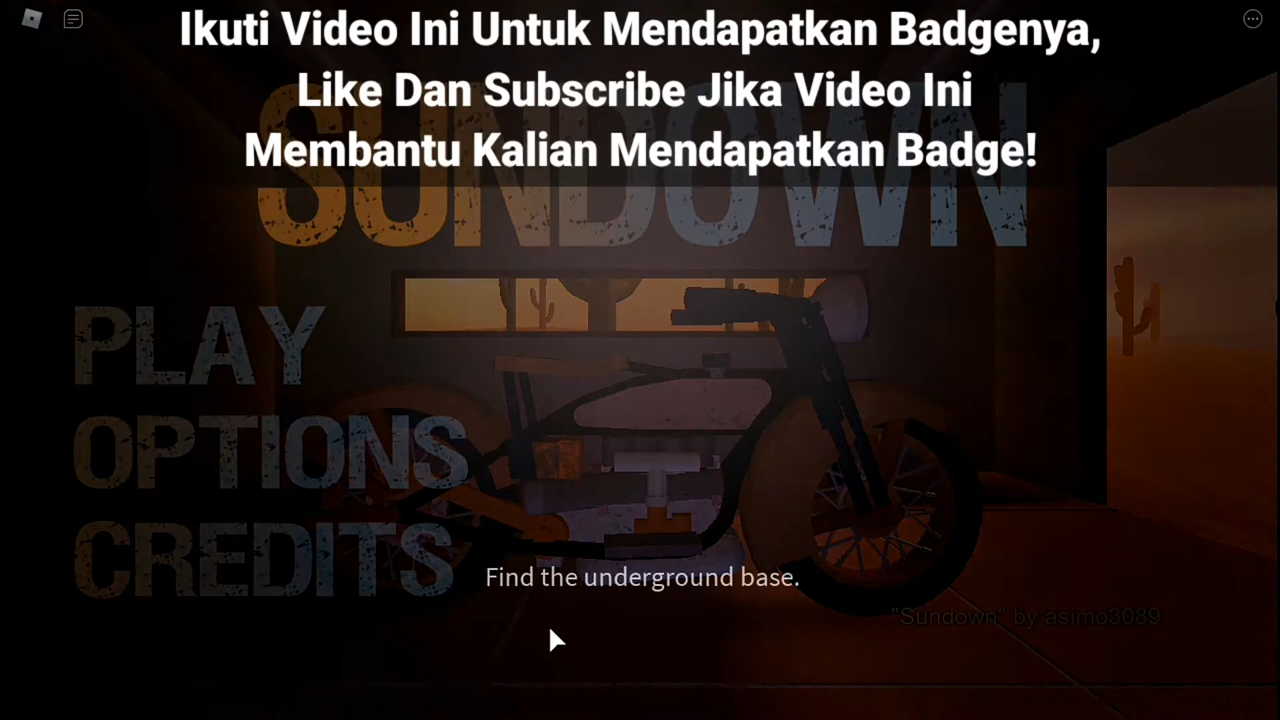 Ikuti Video Ini Untuk Mendapatkan Badgenya,
Like Dan Subscribe Jika Video Ini
Membantu Kalian Mendapatkan Badge!
SUNDOWN
PLAY
OPTIONS
CREDITS
Find the underground base.
"Sundown" by asimo3089